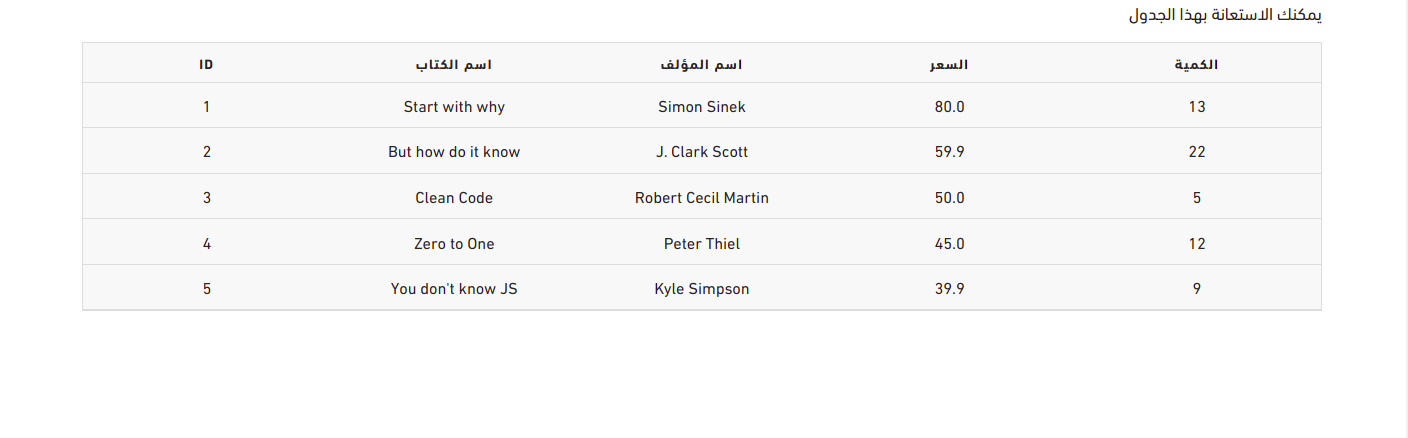 يمكنك الاستعانة بهذا الجدول
ID اسم الكتاب اسم المؤلف السعر الكمية
1 Start with why Simon Sinek 80.0 13
2 But how do it know J. Clark Scott 59.9 22
3 Clean Code Robert Cecil Martin 50.0 5
4 Zero to One Peter Thiel 45.0 12
5 You don't know JS Kyle Simpson 39.9 9